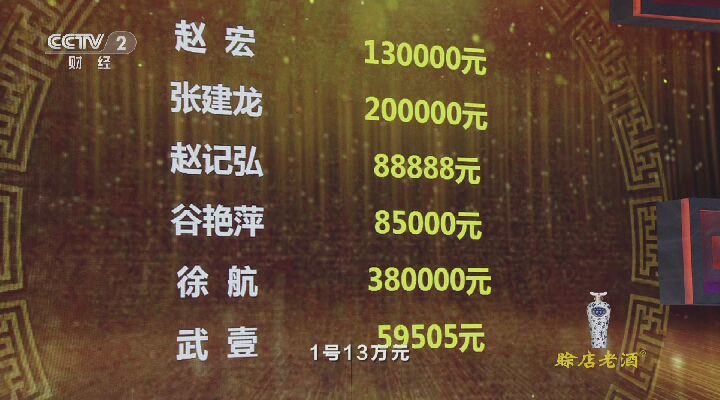 CCTV 2
财经
赵宏 130000元
张建龙 200000元
赵记弘 88888元
谷艳萍 85000元
徐航 380000元
武壹 59505元
1号13万元
赊店老酒